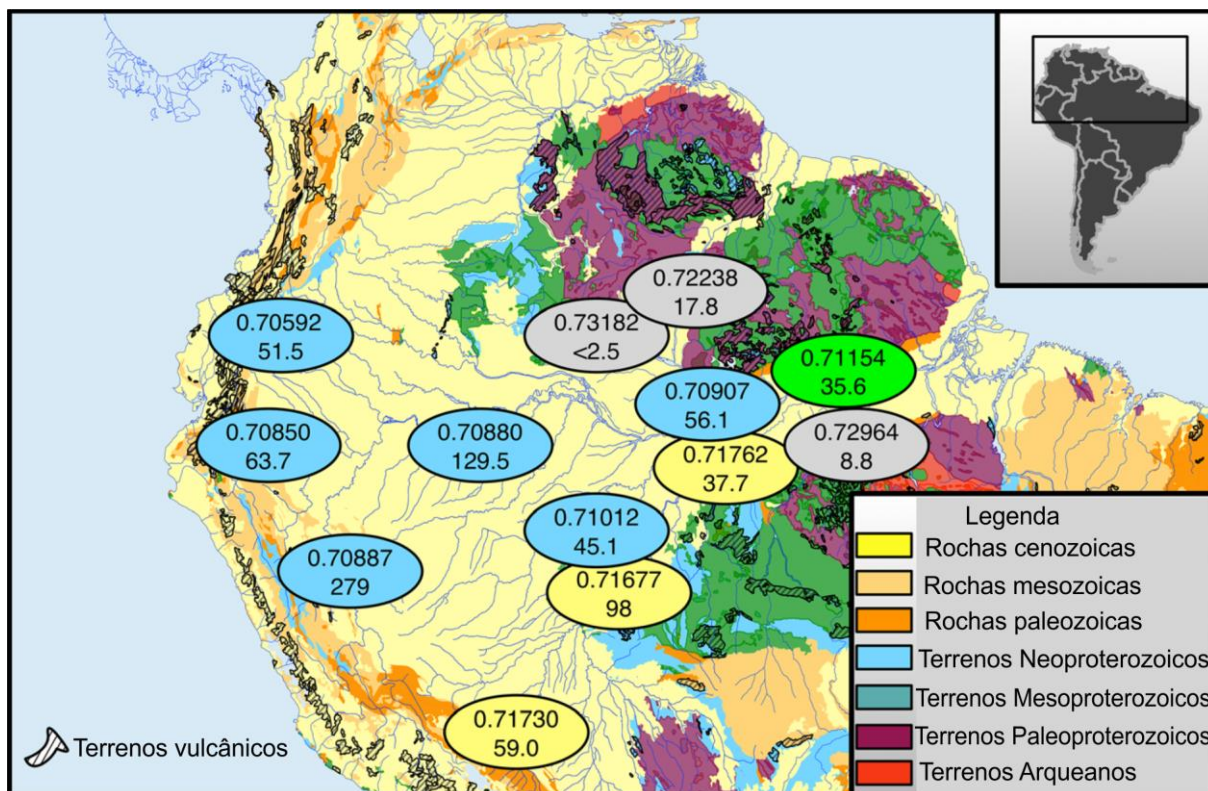 0.72238
17.8
0.70592
51.5
0.73182
<2.5
0.71154
35.6
0.70907
56.1
0.70850
63.7
0.70880
129.5
0.72964
8.8
0.71762
37.7
0.71012
45.1
0.70887
279
0.71677
98
0.71730
59.0
Terrenos vulcânicos
Legenda
Rochas cenozoicas
Rochas mesozoicas
Rochas paleozoicas
Terrenos Neoproterozoicos
Terrenos Mesoproterozoicos
Terrenos Paleoproterozoicos
Terrenos Arqueanos